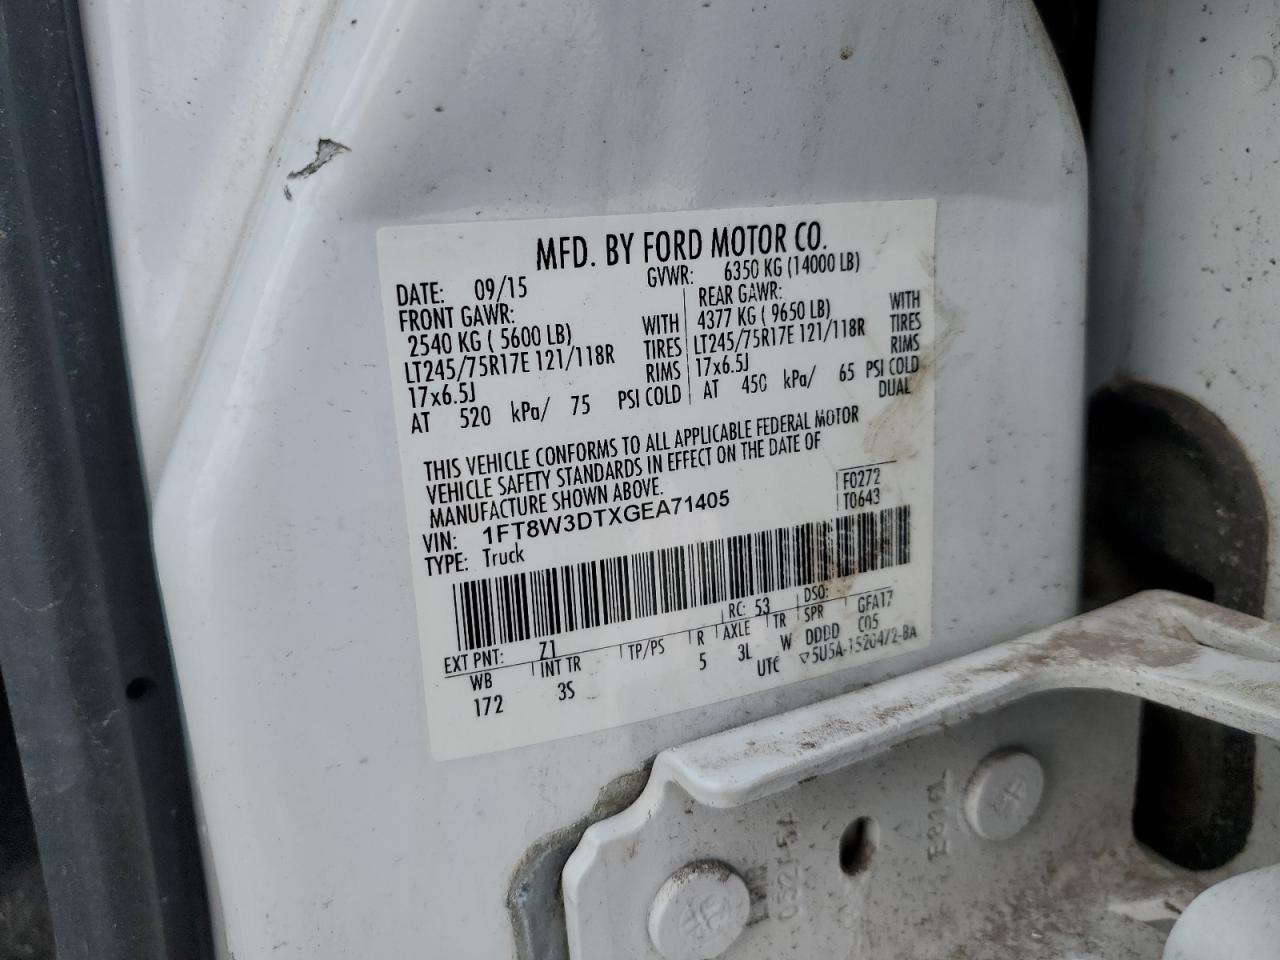 MFD. BY FORD MOTOR CO.
DATE: 09/15 GVWR: 6350 KG (14000 LB)
FRONT GAWR: REAR GAWR:
2540 KG ( 5600 LB) WITH 4377 KG ( 9650 LB) WITH
LT245/75R17E 121/118R TIRES LT245/75R17E 121/118R TIRES
17x6.5J RIMS 17x6.5J RIMS
AT 520 kPa/ 75 PSI COLD AT 450 kPa/ 65 PSI COLD
DUAL
THIS VEHICLE CONFORMS TO ALL APPLICABLE FEDERAL MOTOR
VEHICLE SAFETY STANDARDS IN EFFECT ON THE DATE OF
MANUFACTURE SHOWN ABOVE.
F0272
T0643
VIN: 1FT8W3DTXGEA71405
TYPE: Truck
EXT PNT: Z1 RC: 53 DSO:
WB INT TR TP/PS R AXLE TR SPR GFA17
172 3S 5 3L W DDDD C05
UTC ▽5U5A-1520472-BA